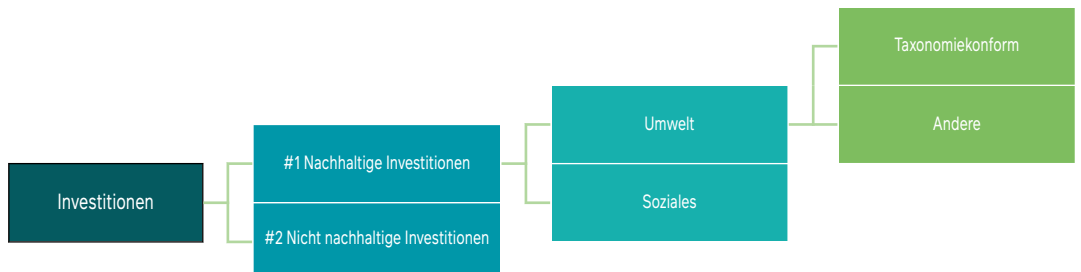 Investitionen
#1 Nachhaltige Investitionen
#2 Nicht nachhaltige Investitionen
Umwelt
Soziales
Taxonomiekonform
Andere